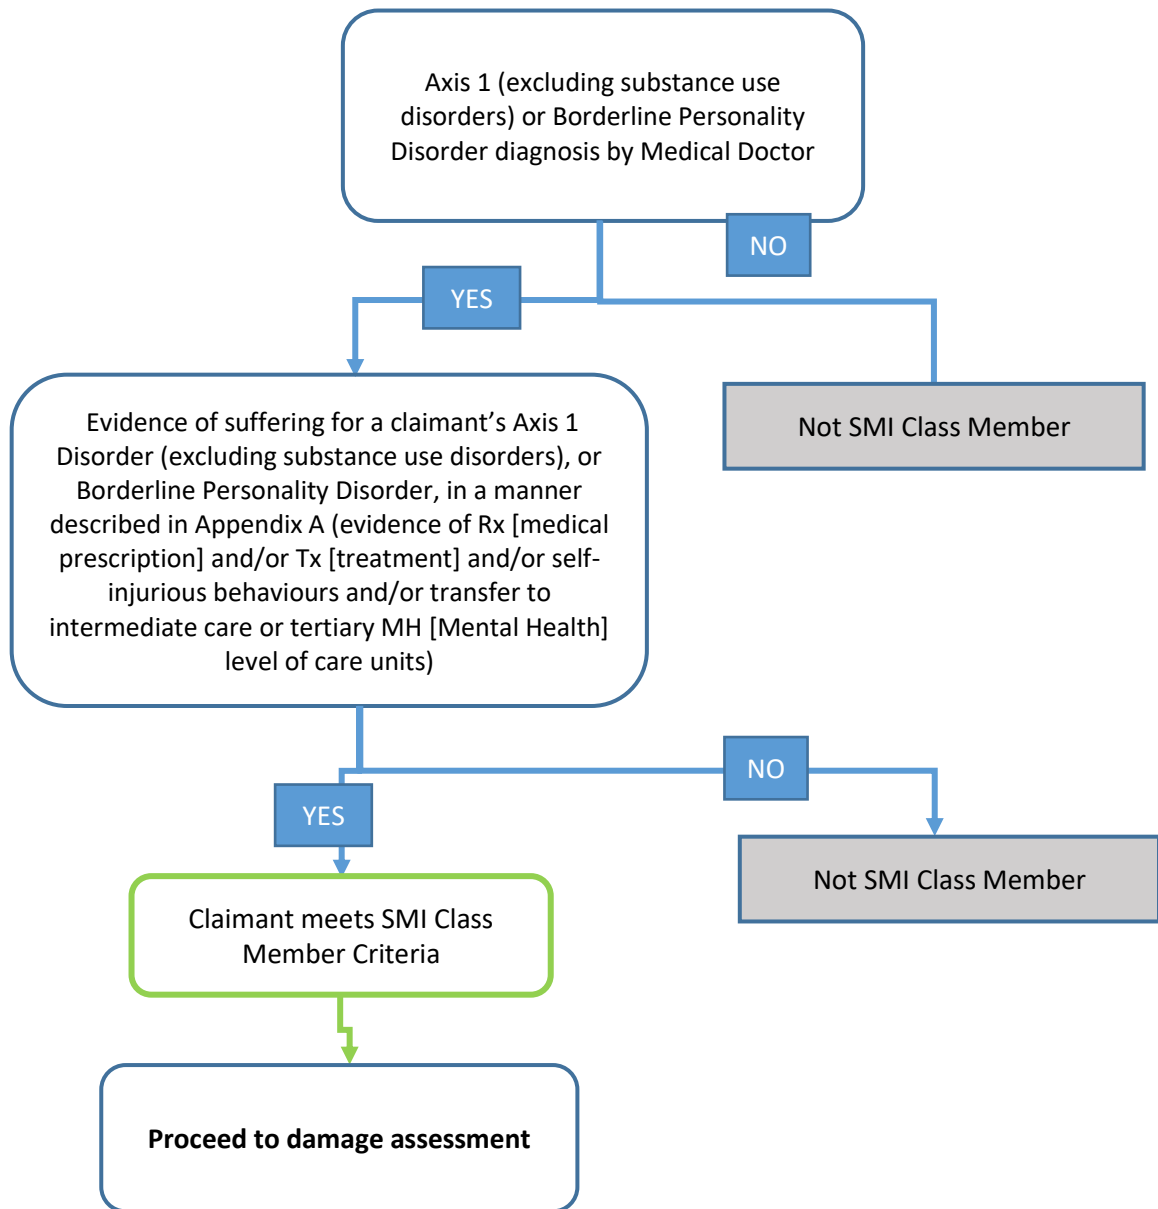 Axis 1 (excluding substance use
disorders) or Borderline Personality
Disorder diagnosis by Medical Doctor
NO
YES
Evidence of suffering for a claimant’s Axis 1
Disorder (excluding substance use disorders), or
Borderline Personality Disorder, in a manner
described in Appendix A (evidence of Rx [medical
prescription] and/or Tx [treatment] and/or self-
injurious behaviours and/or transfer to
intermediate care or tertiary MH [Mental Health]
level of care units)
Not SMI Class Member
NO
YES
Not SMI Class Member
Claimant meets SMI Class
Member Criteria
Proceed to damage assessment